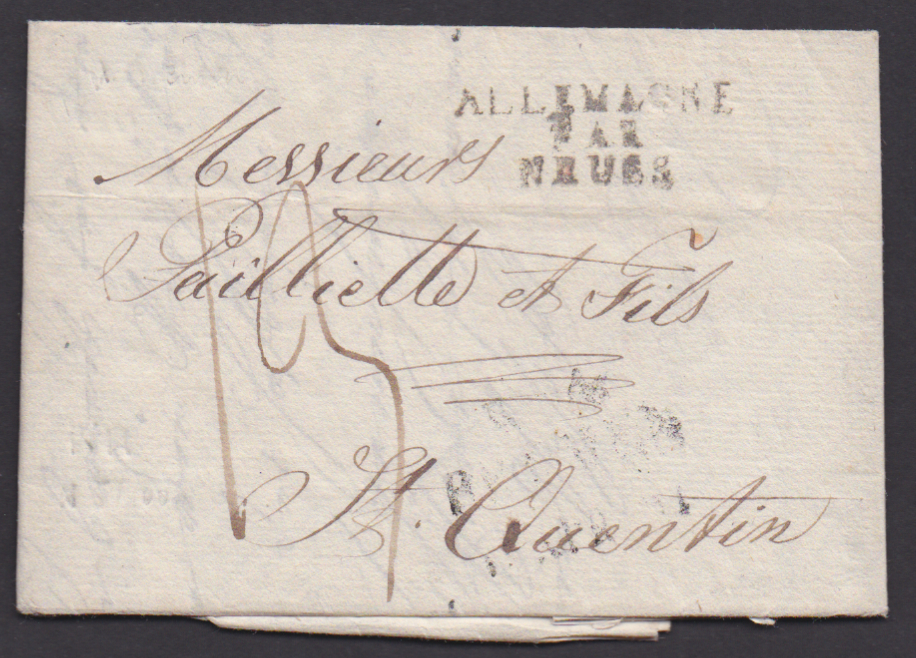 ALLEMAGNE
PAR
NEUSS
Messieurs
Pailliette et Fils
St. Quentin